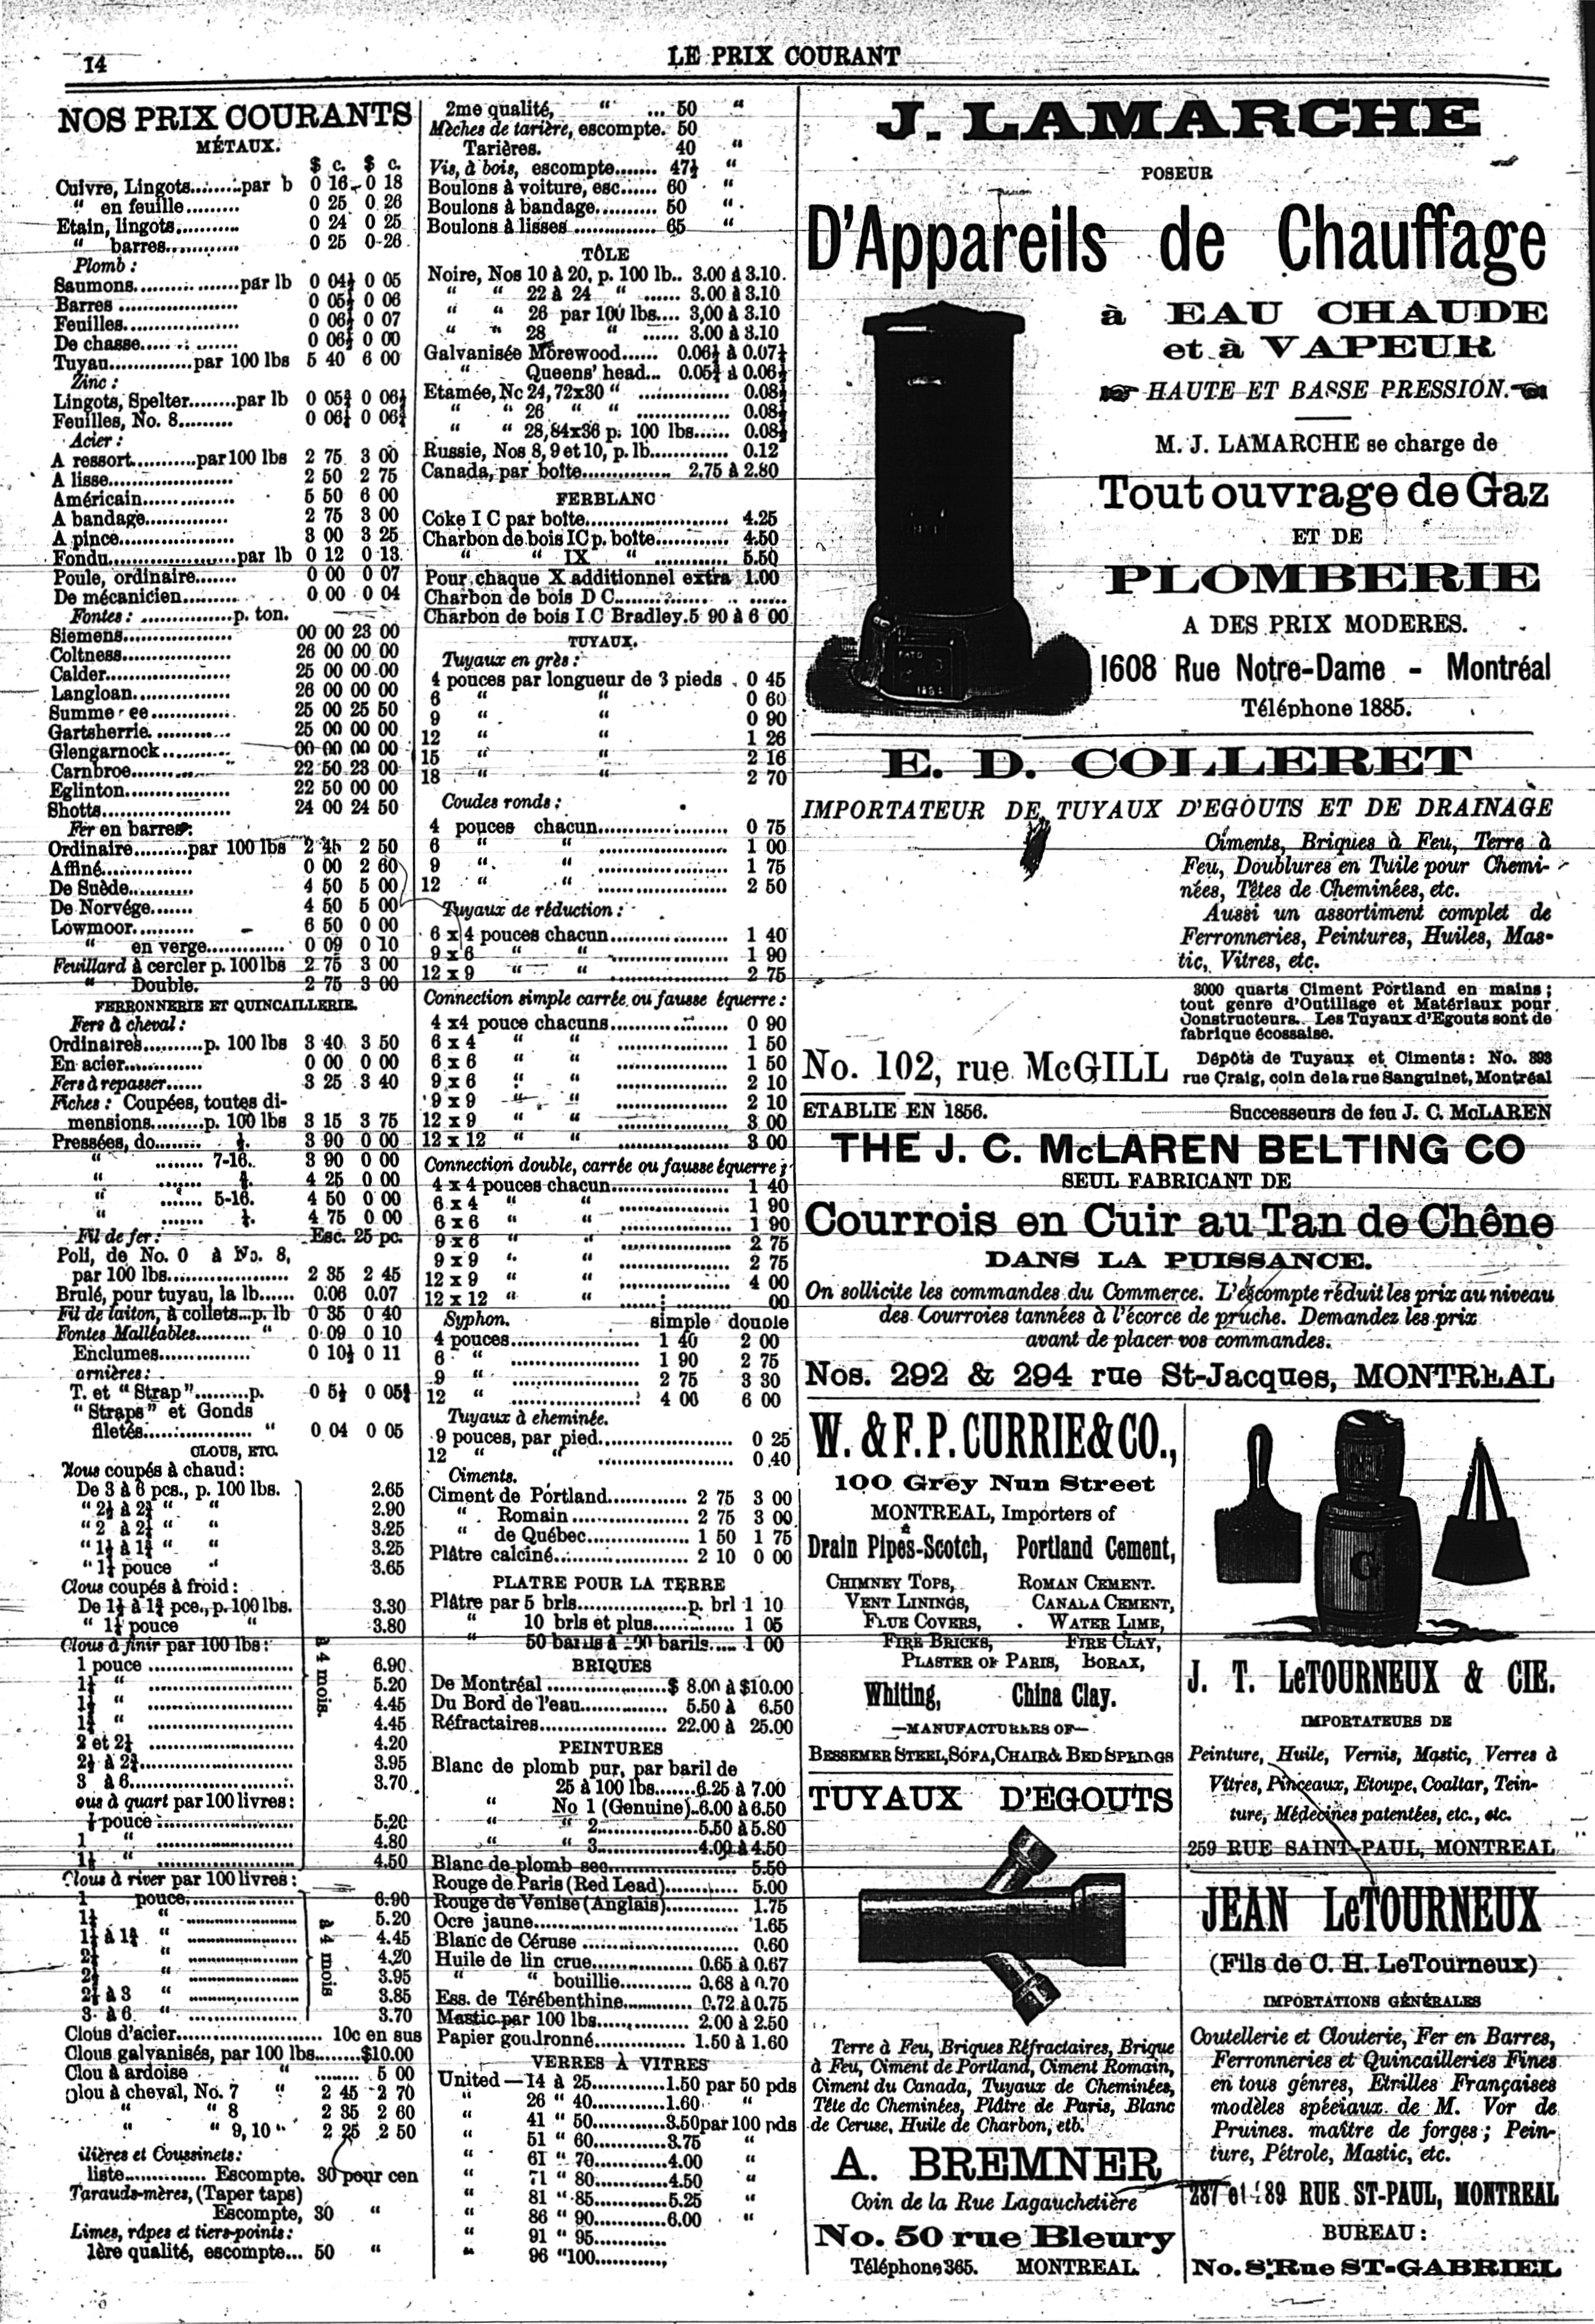 14
LE PRIX COURANT
NOS PRIX COURANTS
MÉTAUX.
$ c. $ c.
Cuivre, Lingots.........par b 0 16 0 18
" en feuille......... 0 25 0 26
Etain, lingots........... 0 24 0 25
" barres............ 0 25 0 26
Plomb :
Saumons................par lb 0 04½ 0 05
Barres .................. 0 05½ 0 06
Feuilles.................. 0 06½ 0 07
De chasse............... 0 06½ 0 00
Tuyau..............par 100 lbs 5 40 6 00
Zinc :
Lingots, Spelter........par lb
Feuilles, No. 8.........
Acier :
A ressort..........par 100 lbs 2 75 3 00
A lisse.................... 2 50 2 75
Américain.............. 5 50 6 00
A bandage.............. 2 75 3 00
A pince.................. 3 00 3 25
Fondu....................par lb 0 12 0 13
Poule, ordinaire....... 0 00 0 07
De mécanicien......... 0 00 0 04
Fontes : ..............p. ton.
Siemens.................. 00 00 23 00
Coltness.................. 26 00 00 00
Calder.................... 25 00 00 00
Langloan................ 26 00 00 00
Summe ee.............. 25 00 25 50
Gartsherrie............. 25 00 00 00
Glengarnock........... 00 00 00 00
Carnbroe................ 22 50 23 00
Eglinton................. 22 50 00 00
Shotts.................... 24 00 24 50
Fer en barres:
Ordinaire.........par 100 lbs 2 45 2 50
Affiné.............. 0 00 2 60
De Suède.......... 4 50 5 00
De Norvége....... 4 50 5 00
Lowmoor.......... 6 50 0 00
" en verge............. 0 09 0 10
Feuillard à cercler p. 100 lbs 2 75 3 00
" Double. 2 75 3 00
FERRONNERIE ET QUINCAILLERIE.
Fers à cheval :
Ordinaires..........p. 100 lbs 3 40 3 50
En acier............ 0 00 0 00
Fers à repasser...... 3 25 3 40
Fiches : Coupées, toutes di-
mensions........p. 100 lbs 3 15 3 75
Pressées, do........ 3 90 0 00
" ........ 7-16. 3 90 0 00
" ....... 4 25 0 00
" ....... 5-16. 4 50 0 00
" ....... ¼. 4 75 0 00
Fil de fer : Esc. 25 pc.
Poli, de No. 0 à No. 8,
par 100 lbs................... 2 35 2 45
Brulé, pour tuyau, la lb...... 0.06 0.07
Fil de laiton, à collets...p. lb 0 35 0 40
Fontes Malléables......... " 0 09 0 10
Enclumes............... 0 10½ 0 11
ornières :
T. et "Strap".........p. 0 5½
"Straps" et Gonds
filetés..................... " 0 04 0 05
CLOUS, ETC.
Clous coupés à chaud :
De 3 à 6 pcs., p. 100 lbs. 2.65
" 2½ à 2¾ " " 2.90
" 2 à 2¼ " " 3.25
" 1½ à 1¾ " " 3.25
" 1¼ pouce " 3.65
Clous coupés à froid :
De 1½ à 1¾ pce., p. 100 lbs. 3.30
" 1¼ pouce " 3.80
Clous à finir par 100 lbs :
1 pouce ........................ 6.90
1¼ " ........................ 5.20
1½ " ........................ 4.45
1¾ " ........................ 4.45
2 et 2¼ ........................ 4.20
2½ à 2¾........................ 3.95
3 à 6........................ 3.70
à 4 mois.
ous à quart par 100 livres :
pouce ........................ 5.20
1 " ........................ 4.80
1¼ " ........................ 4.50
Clous à river par 100 livres :
1 pouce................... 6.90
1¼ " ................... 5.20
1½ à 1¾ " ................... 4.45
2¼ " ................... 4.20
" ................... 3.95
2½ à 3 " ................... 3.85
3 à 6 " ................... 3.70
à 4 mois
Clous d'acier........................ 10c en sus
Clous galvanisés, par 100 lbs.......$10.00
Clou à ardoise " ........ 5 00
Clou à cheval, No. 7 " 2 45 2 70
" " 8 2 35 2 60
" " 9, 10 " 2 25 2 50
ilières et Coussinets:
liste............. Escompte. 30 pour cen
Tarauds-mères, (Taper taps)
Escompte, 30 "
Limes, râpes et tiers-points :
1ère qualité, escompte... 50 "
2me qualité, " ... 50 "
Mèches de tarière, escompte. 50
Tarières. 40 "
Vis, à bois, escompte....... 47½ "
Boulons à voiture, esc...... 60 "
Boulons à bandage.......... 50 "
Boulons à lisses .............. 65 "
TÔLE
Noire, Nos 10 à 20, p. 100 lb.. 3.00 à 3.10
" " 22 à 24 " ...... 3.00 à 3.10
" " 26 par 100 lbs.... 3,00 à 3.10
" " 28 " ...... 3.00 à 3.10
Galvanisée Morewood...... 0.06½ à 0.07½
" Queens' head... 0.05½ à 0.06½
Etamée, No 24, 72x30 " .............. 0.08½
" " 26 " " .............. 0.08½
" " 28, 84x36 p. 100 lbs...... 0.08½
Russie, Nos 8, 9 et 10, p. lb............ 0.12
Canada, par boîte................ 2.75 à 2.80
FERBLANC
Coke I C par boîte...................... 4.25
Charbon de bois IC p. boîte............ 4.50
" " IX " ............ 5.50
Pour chaque X additionnel extra 1.00
Charbon de bois D C...................
Charbon de bois I C Bradley.5 90 à 6 00
TUYAUX.
Tuyaux en grès :
4 pouces par longueur de 3 pieds . 0 45
6 " " 0 60
9 " " 0 90
12 " " 1 26
15 " " 2 16
18 " " 2 70
Coudes ronds :
4 pouces chacun..................... 0 75
6 " " ..................... 1 00
9 " " ..................... 1 75
12 " " ..................... 2 50
Tuyaux de réduction :
6 x 4 pouces chacun................... 1 40
9 x 6 " " ................... 1 90
12 x 9 " " ................... 2 75
Connection simple carrée ou fausse équerre :
4 x4 pouce chacuns................... 0 90
6 x 4 " " ................... 1 50
6 x 6 " " ................... 1 50
9 x 6 " " ................... 2 10
9 x 9 " " ................... 2 10
12 x 9 " " ................... 3 00
12 x 12 " " ................... 3 00
Connection double, carrée ou fausse équerre :
4 x 4 pouces chacun................... 1 40
6 x 4 " " ................... 1 90
6 x 6 " " ................... 1 90
9 x 6 " " ................... 2 75
9 x 9 " " ................... 2 75
12 x 9 " " ................... 4 00
12 x 12 " " ................... 00
Syphon. simple double
4 pouces..................... 1 40 2 00
6 " ..................... 1 90 2 75
9 " ..................... 2 75 3 30
12 " ..................... 4 00 6 00
Tuyaux à cheminée.
9 pouces, par pied...................... 0 25
12 " " ...................... 0 40
Ciments.
Ciment de Portland............. 2 75 3 00
" Romain................... 2 75 3 00
" de Québec................. 1 50 1 75
Plâtre calciné..................... 2 10 0 00
PLATRE POUR LA TERRE
Plâtre par 5 brls..................p. brl 1 10
" 10 brls et plus............... 1 05
" 50 barils à 200 barils..... 1 00
BRIQUES
De Montréal ....................$ 8.00 à $10.00
Du Bord de l'eau.............. 5.50 à 6.50
Réfractaires..................... 22.00 à 25.00
PEINTURES
Blanc de plomb pur, par baril de
25 à 100 lbs.......6.25 à 7.00
" No 1 (Genuine)..6.00 à 6.50
" " 2.................5.50 à 5.80
" " 3.................4.00 à 4.50
Blanc de plomb sec..................... 5.50
Rouge de Paris (Red Lead)............ 5.00
Rouge de Venise (Anglais)............ 1.75
Ocre jaune................................ 1.65
Blanc de Céruse ......................... 0.60
Huile de lin crue.................. 0.65 à 0.67
" " bouillie............ 0.68 à 0.70
Ess. de Térébenthine............ 0.72 à 0.75
Mastic par 100 lbs................ 2.00 à 2.50
Papier goudronné................. 1.50 à 1.60
VERRES À VITRES
United—14 à 25............1.50 par 50 pds
" 26 " 40............1.60 "
" 41 " 50............3.50 par 100 pds
" 51 " 60............3.75 "
" 61 " 70............4.00 "
" 71 " 80............4.50 "
" 81 " 85............5.25 "
" 86 " 90............6.00 "
" 91 " 95............
" 96 "100............
J. LAMARCHE
POSEUR
D'Appareils de Chauffage
à EAU CHAUDE
et à VAPEUR
HAUTE ET BASSE PRESSION.
M. J. LAMARCHE se charge de
Tout ouvrage de Gaz
ET DE
PLOMBERIE
A DES PRIX MODERES.
1608 Rue Notre-Dame - Montréal
Téléphone 1885.
E. D. COLLERET
IMPORTATEUR DE TUYAUX D'EGOUTS ET DE DRAINAGE
Ciments, Briques à Feu, Terre à
Feu, Doublures en Tuile pour Chemi-
nées, Têtes de Cheminées, etc.
Aussi un assortiment complet de
Ferronneries, Peintures, Huiles, Mas-
tic, Vitres, etc.
3000 quarts Ciment Portland en mains ;
tout genre d'Outillage et Matériaux pour
Constructeurs. Les Tuyaux d'Egouts sont de
fabrique écossaise.
No. 102, rue McGILL
Dépôts de Tuyaux et Ciments : No. 393
rue Craig, coin de la rue Sanguinet, Montréal
ETABLIE EN 1856.
Successeurs de feu J. C. McLAREN
THE J. C. McLAREN BELTING CO
SEUL FABRICANT DE
Courrois en Cuir au Tan de Chêne
DANS LA PUISSANCE.
On sollicite les commandes du Commerce. L'escompte réduit les prix au niveau
des Courroies tannées à l'écorce de pruche. Demandez les prix
avant de placer vos commandes.
Nos. 292 & 294 rue St-Jacques, MONTREAL
W. & F. P. CURRIE & CO.,
100 Grey Nun Street
MONTREAL, Importers of
Drain Pipes-Scotch, Portland Cement,
CHIMNEY TOPS, ROMAN CEMENT.
VENT LININGS, CANALA CEMENT,
FLUE COVERS, WATER LIME,
FIRE BRICKS, FIRE CLAY,
PLASTER OF PARIS, BORAX,
Whiting, China Clay.
—MANUFACTURERS OF—
BESSEMER STEEL, SOFA, CHAIR & BED SPRINGS
TUYAUX D'EGOUTS
Terre à Feu, Briques Réfractaires, Brique
à Feu, Ciment de Portland, Ciment Romain,
Ciment du Canada, Tuyaux de Cheminées,
Tête de Cheminées, Plâtre de Paris, Blanc
de Ceruse, Huile de Charbon, etb.
A. BREMNER
Coin de la Rue Lagauchetière
No. 50 rue Bleury
Téléphone 365. MONTREAL.
G
J. T. LeTOURNEUX & CIE.
IMPORTATEURS DE
Peinture, Huile, Vernis, Mastic, Verres à
Vitres, Pinceaux, Etoupe, Coaltar, Tein-
ture, Médecines patentées, etc., etc.
259 RUE SAINT-PAUL, MONTREAL
JEAN LeTOURNEUX
(Fils de C. H. LeTourneux)
IMPORTATIONS GÉNÉRALES
Coutellerie et Clouterie, Fer en Barres,
Ferronneries et Quincailleries Fines
en tous génres, Etrilles Françaises
modèles spéciaux de M. Vor de
Pruines, maître de forges ; Pein-
ture, Pétrole, Mastic, etc.
RUE ST-PAUL, MONTREAL
BUREAU :
No. 8, Rue ST-GABRIEL